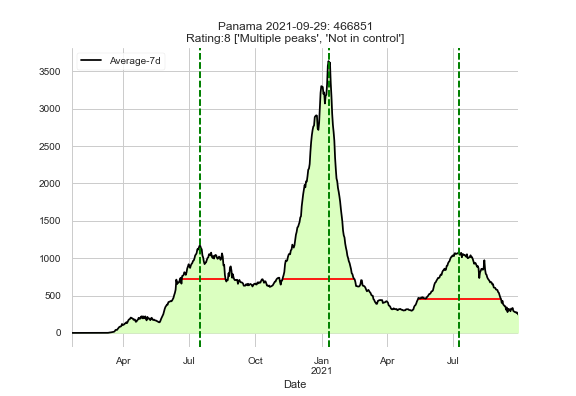 Panama 2021-09-29: 466851
Rating:8 ['Multiple peaks', 'Not in control']
Average-7d
3500
3000
2500
2000
1500
1000
500
0
Apr Jul Oct Jan Apr Jul
2021
Date